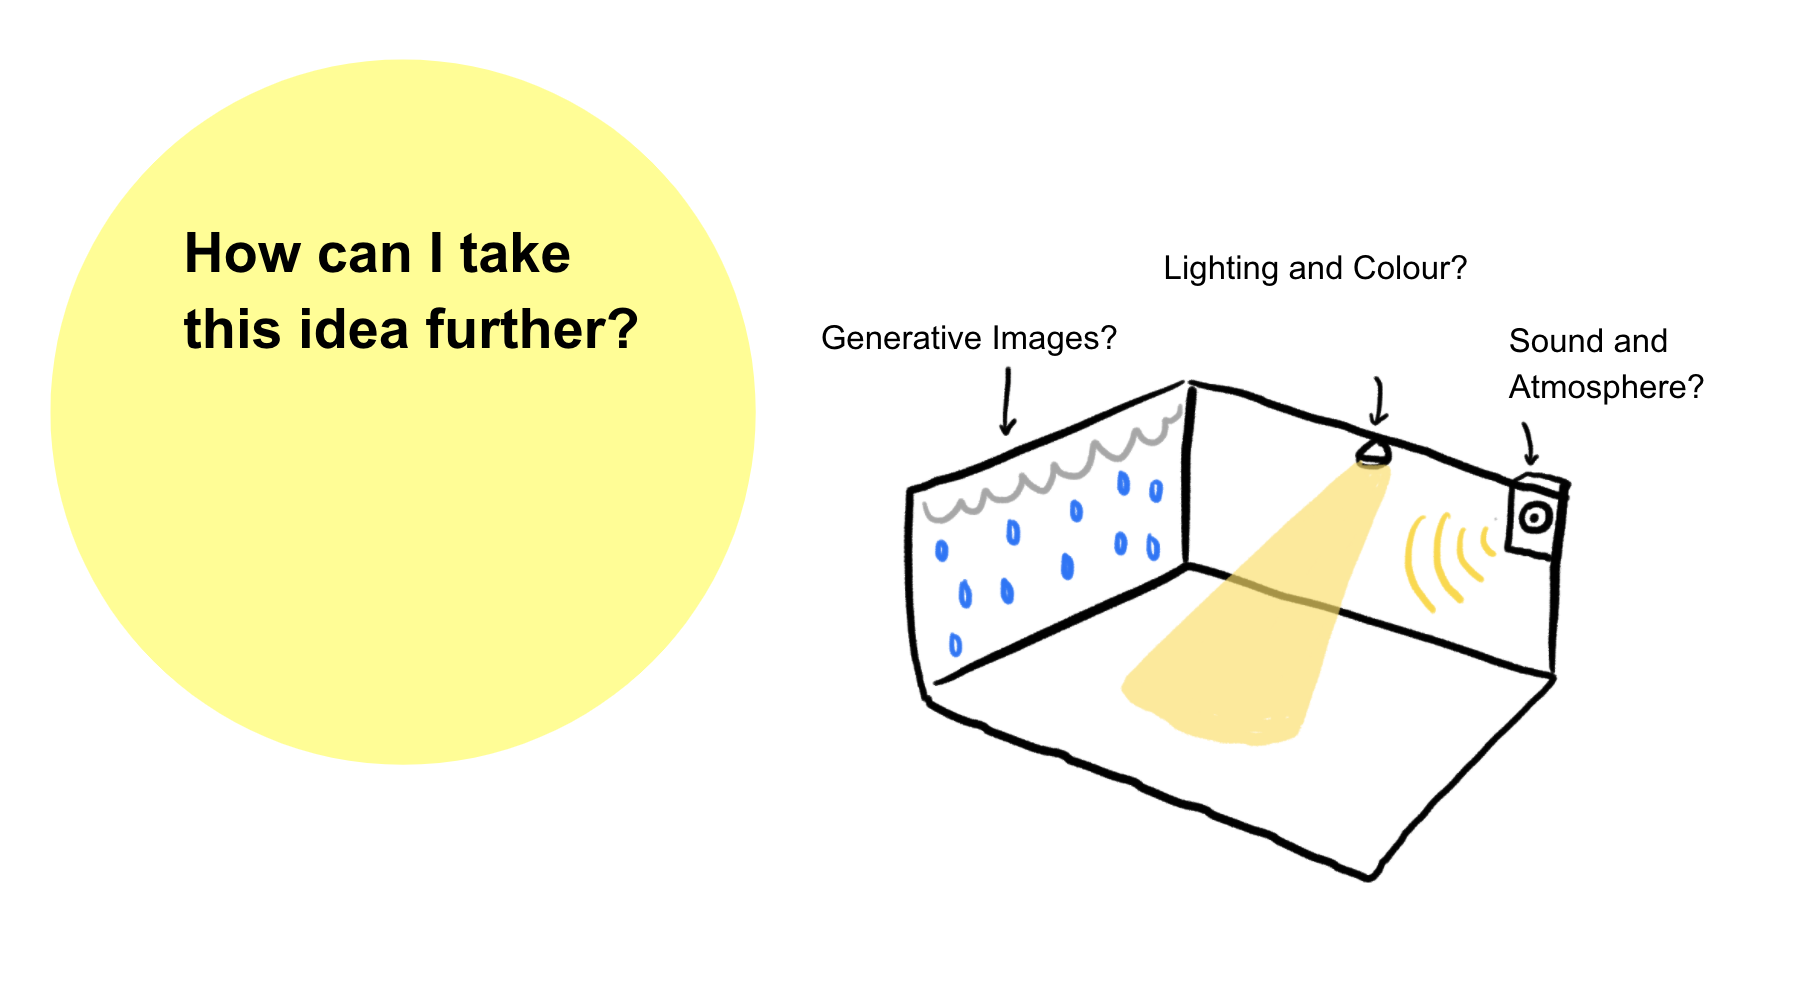 How can I take
this idea further?
Lighting and Colour?
Generative Images?
Sound and
Atmosphere?